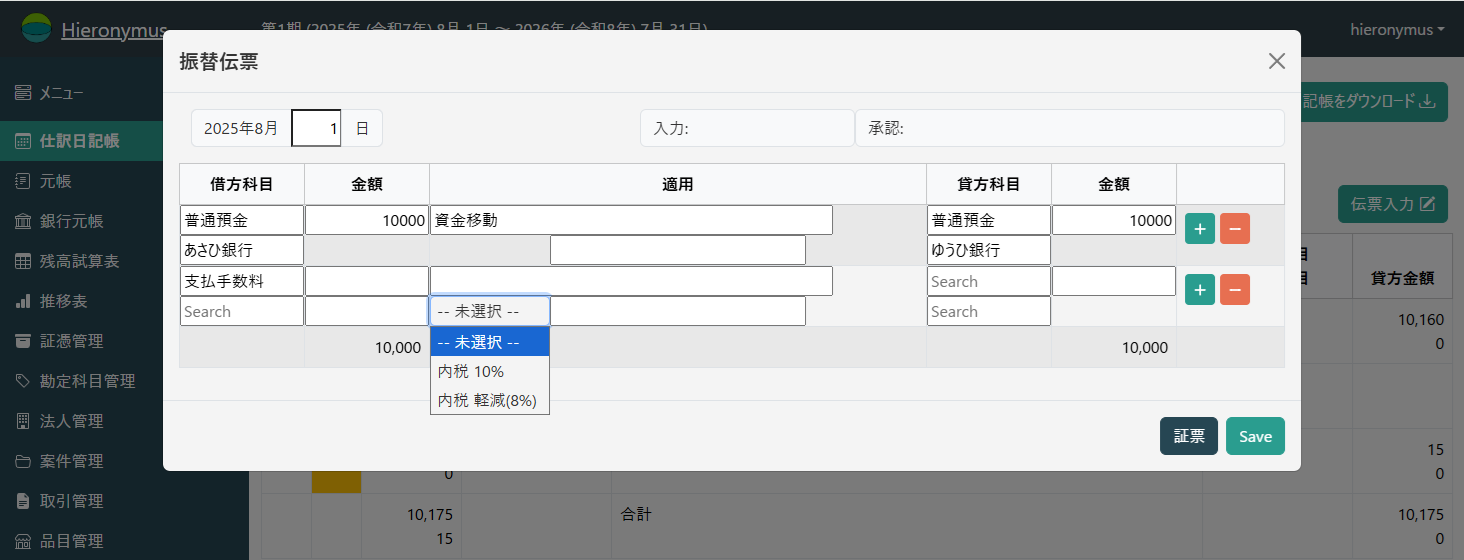 Hieronymus
第1期 (2025年 (令和7年) 8月 1日 ～ 2026年 (令和8年) 7月 31日)
hieronymus
メニュー
仕訳日記帳
元帳
銀行元帳
残高試算表
推移表
証憑管理
勘定科目管理
法人管理
案件管理
取引管理
品目管理
記帳をダウンロード
伝票入力
振替伝票
2025年8月 1 日 入力: 承認:
借方科目 金額 適用 貸方科目 金額
普通預金 10000 資金移動 普通預金 10000
あさひ銀行 ゆうひ銀行
支払手数料 Search
Search -- 未選択 -- Search
-- 未選択 --
内税 10%
内税 軽減(8%)
10,000 10,000
証票 Save
目
目 貸方金額
10,160
0
15
0 0
10,175 合計 10,175
15 0